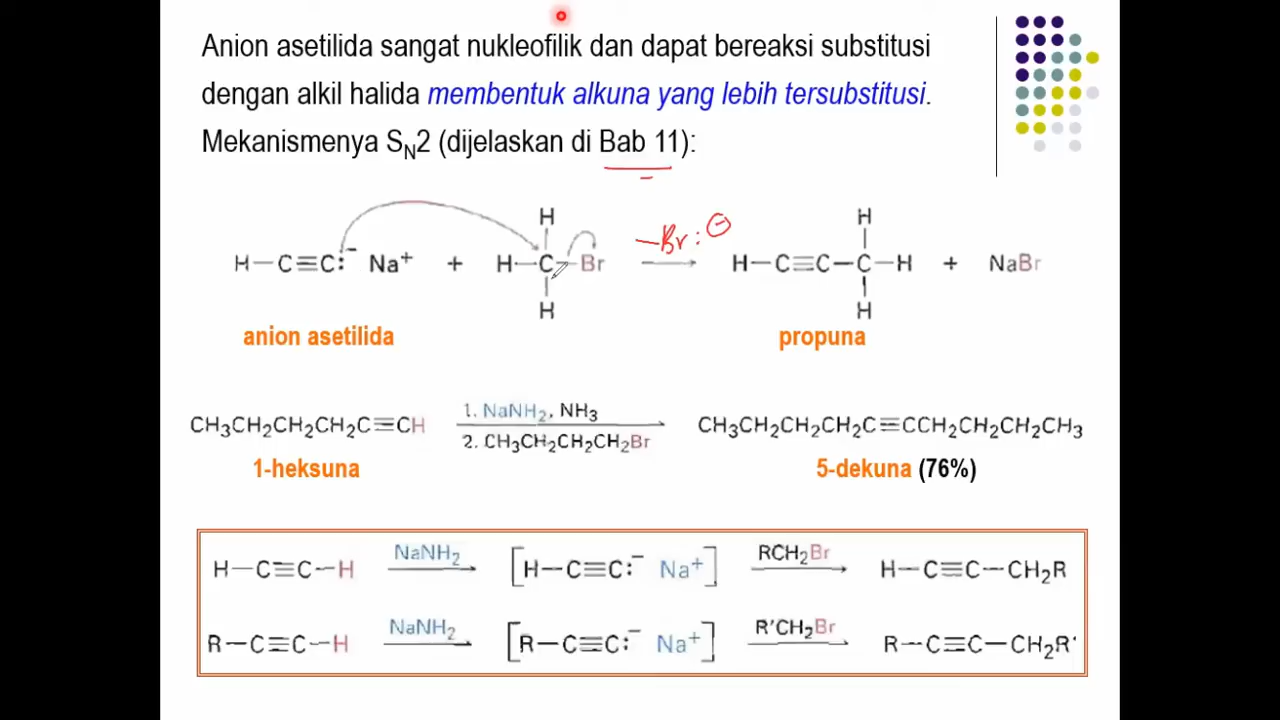 Anion asetilida sangat nukleofilik dan dapat bereaksi substitusi
dengan alkil halida membentuk alkuna yang lebih tersubstitusi.
Mekanismenya SN2 (dijelaskan di Bab 11):
H H
—Br:⊖
H—C≡C:⁻ Na⁺ + H—C—Br H—C≡C—C—H + NaBr
H H
anion asetilida propuna
CH₃CH₂CH₂CH₂C≡CH 1. NaNH₂, NH₃ CH₃CH₂CH₂CH₂C≡CCH₂CH₂CH₂CH₃
2. CH₃CH₂CH₂CH₂Br
1-heksuna 5-dekuna (76%)
H—C≡C—H NaNH₂ [H—C≡C:⁻ Na⁺] RCH₂Br H—C≡C—CH₂R
R—C≡C—H NaNH₂ [R—C≡C:⁻ Na⁺] R'CH₂Br R—C≡C—CH₂R'